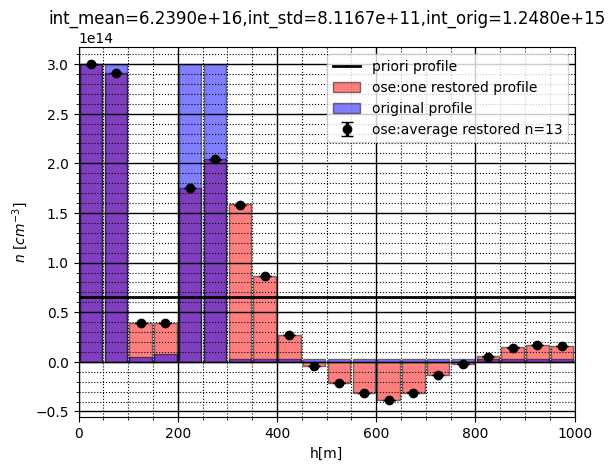 int_mean=6.2390e+16,int_std=8.1167e+11,int_orig=1.2480e+15
1e14
3.0
2.5
2.0
1.5
1.0
0.5
0.0
−0.5
n [cm⁻³]
priori profile
ose:one restored profile
original profile
ose:average restored n=13
0 200 400 600 800 1000
h[m]